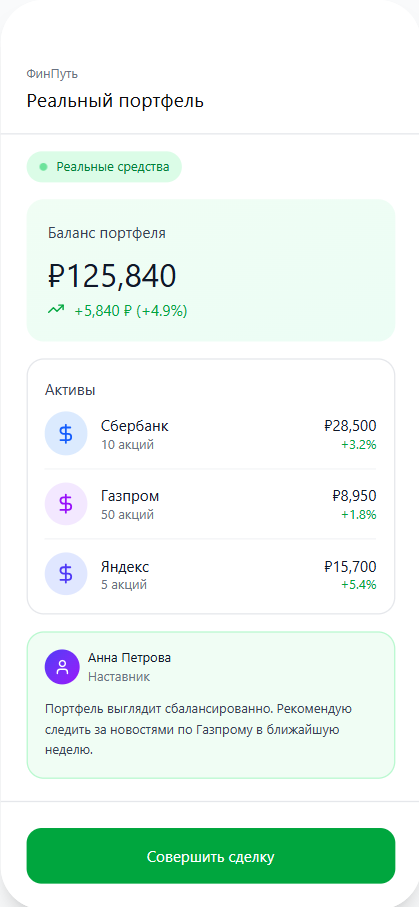 ФинПуть
Реальный портфель
Реальные средства
Баланс портфеля
₽125,840
+5,840 ₽ (+4.9%)
Активы
Сбербанк ₽28,500
10 акций +3.2%
Газпром ₽8,950
50 акций +1.8%
Яндекс ₽15,700
5 акций +5.4%
Анна Петрова
Наставник
Портфель выглядит сбалансированно. Рекомендую
следить за новостями по Газпрому в ближайшую
неделю.
Совершить сделку